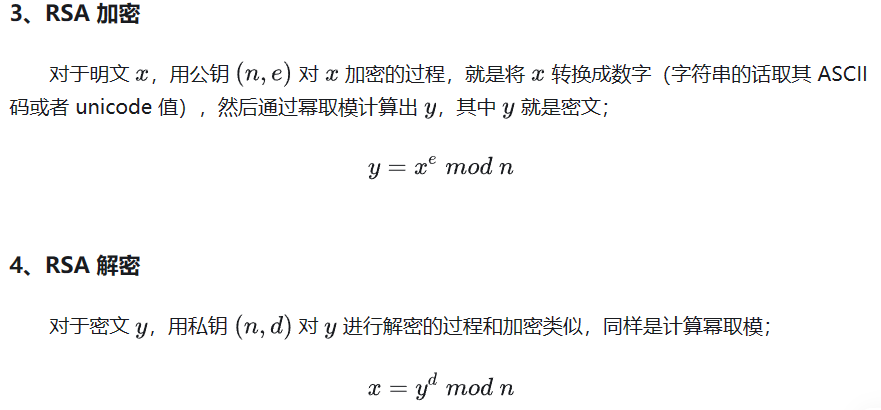 3、RSA 加密
对于明文 x，用公钥 (n, e) 对 x 加密的过程，就是将 x 转换成数字（字符串的话取其 ASCII
码或者 unicode 值），然后通过幂取模计算出 y，其中 y 就是密文；
y = x^e mod n
4、RSA 解密
对于密文 y，用私钥 (n, d) 对 y 进行解密的过程和加密类似，同样是计算幂取模；
x = y^d mod n